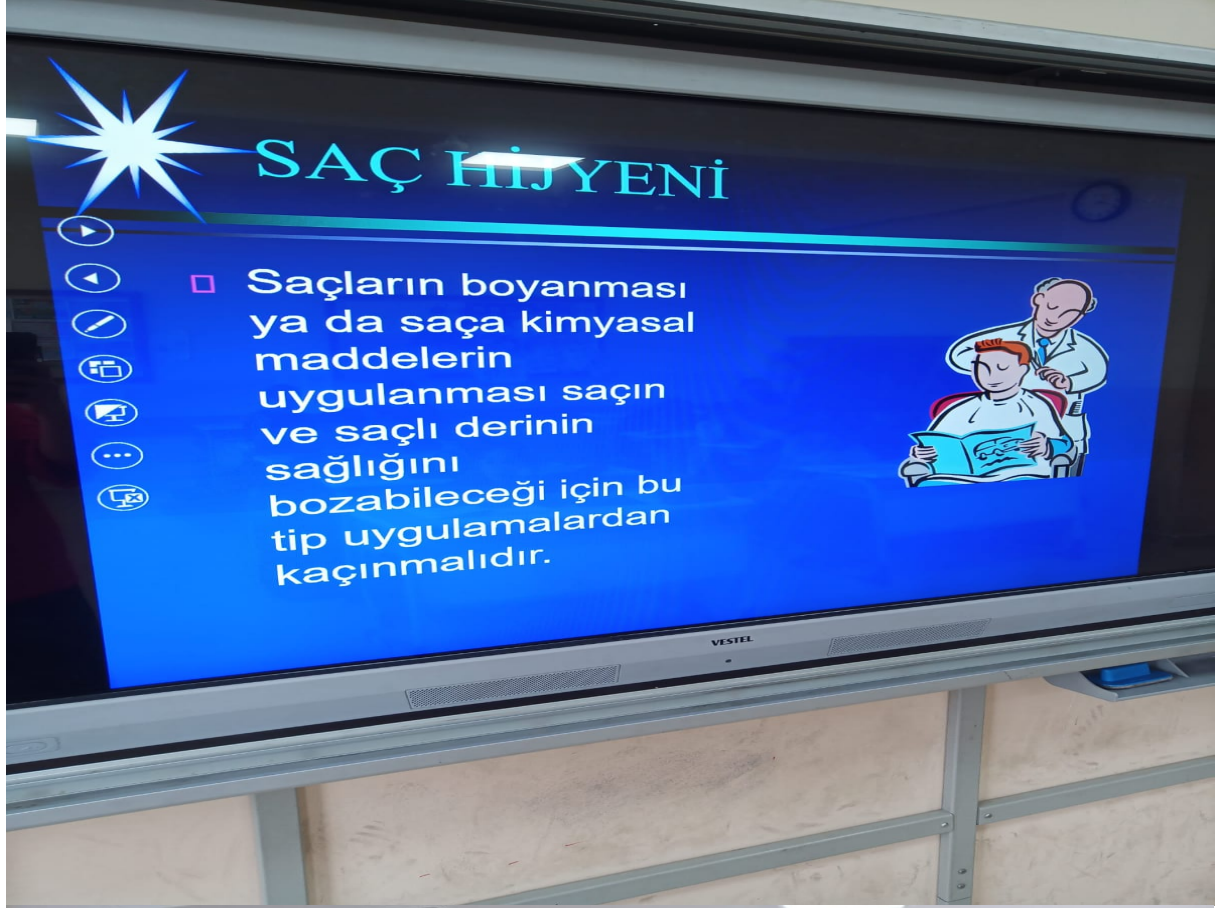 SAÇ HİJYENİ
Saçların boyanması
ya da saça kimyasal
maddelerin
uygulanması saçın
ve saçlı derinin
sağlığını
bozabileceği için bu
tip uygulamalardan
kaçınmalıdır.
VESTEL